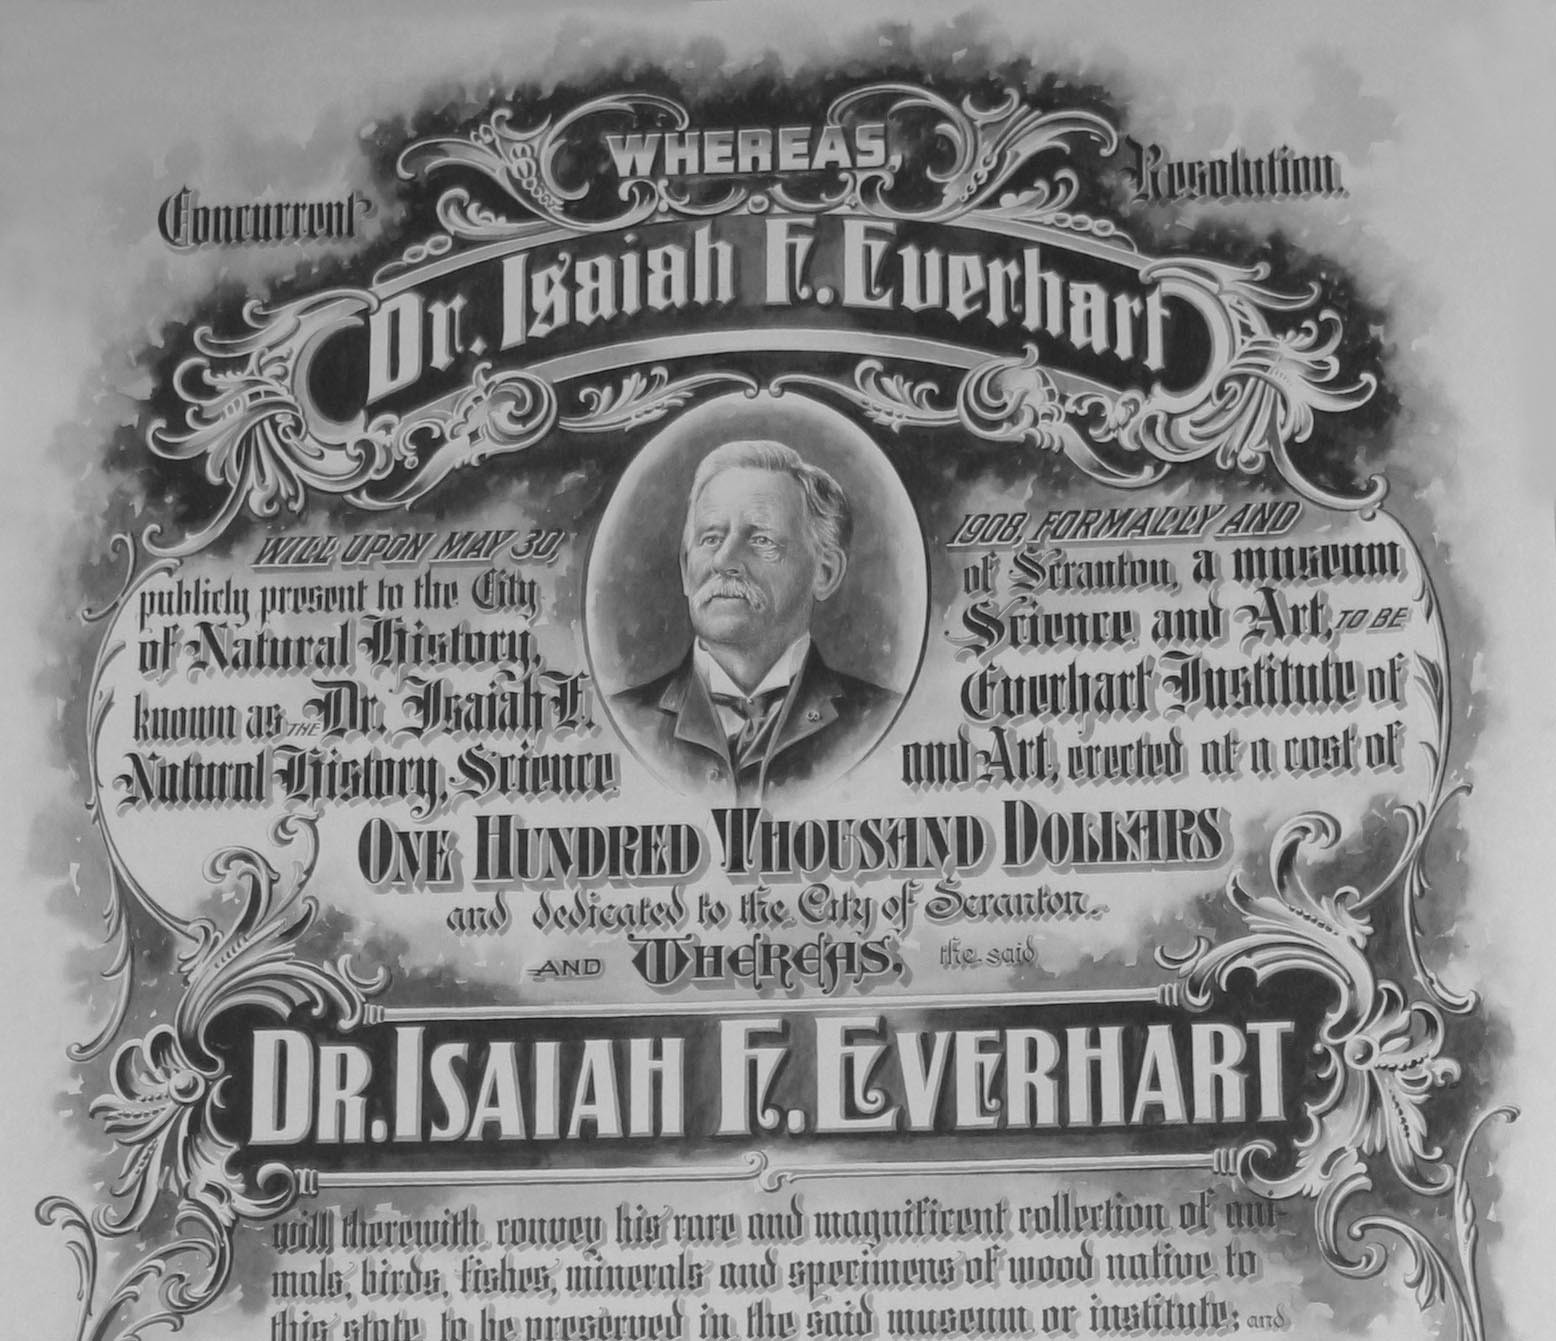 Concurrent Resolution.
WHEREAS,
Dr. Isaiah F. Everhart
WILL UPON MAY 30, 1908, FORMALLY AND
publicly present to the City of Scranton, a museum
of Natural History, Science and Art, TO BE
known as THE Dr. Isaiah F. Everhart Institute of
Natural History, Science and Art, erected at a cost of
ONE HUNDRED THOUSAND DOLLARS
and dedicated to the City of Scranton.
AND WHEREAS, the said
DR. ISAIAH F. EVERHART
will therewith convey his rare and magnificent collection of ani-
mals, birds, fishes, minerals and specimens of wood native to
this state to be preserved in the said museum or institute; and